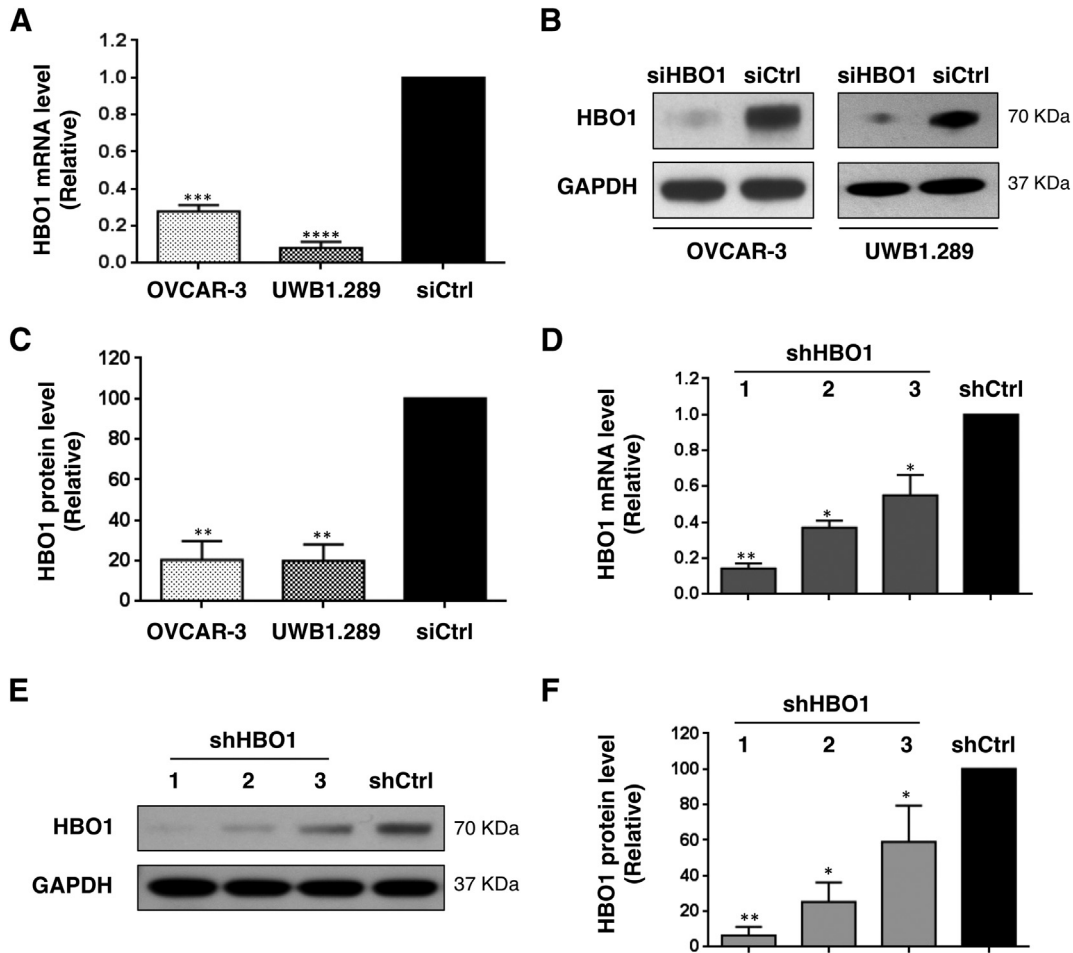 A
HBO1 mRNA level
(Relative)
1.2
1.0
0.8
0.6
0.4
0.2
0.0
***
****
OVCAR-3 UWB1.289 siCtrl
B
siHBO1 siCtrl siHBO1 siCtrl
HBO1 70 KDa
GAPDH 37 KDa
OVCAR-3 UWB1.289
C
HBO1 protein level
(Relative)
120
100
80
60
40
20
0
** **
OVCAR-3 UWB1.289 siCtrl
D
shHBO1
1 2 3 shCtrl
HBO1 mRNA level
(Relative)
1.2
1.0
0.8
0.6
0.4
0.2
0.0
**
*
*
E
shHBO1
1 2 3 shCtrl
HBO1 70 KDa
GAPDH 37 KDa
F
shHBO1
1 2 3 shCtrl
HBO1 protein level
(Relative)
120
100
80
60
40
20
0
**
*
*